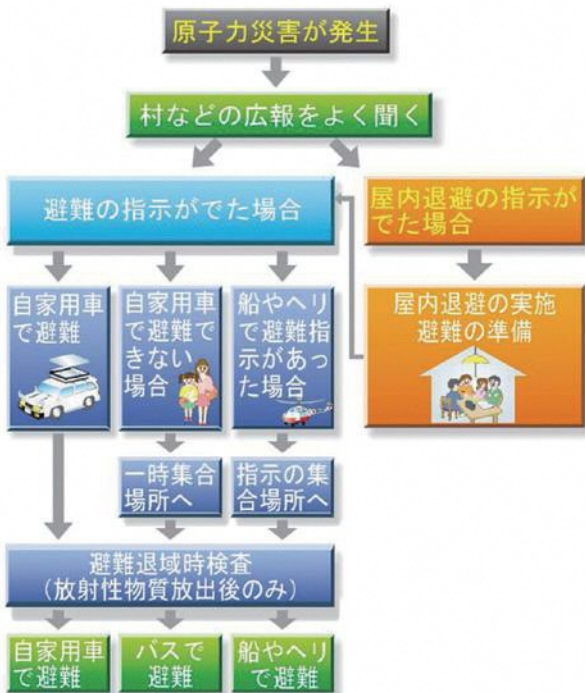 原子力災害が発生
村などの広報をよく聞く
避難の指示がでた場合
屋内退避の指示が
でた場合
自家用車
で避難
自家用車
で避難で
きない
場合
船やヘリ
で避難指
示があっ
た場合
屋内退避の実施
避難の準備
一時集合
場所へ
指示の集
合場所へ
避難退域時検査
(放射性物質放出後のみ)
自家用車
で避難
バスで
避難
船やヘリ
で避難